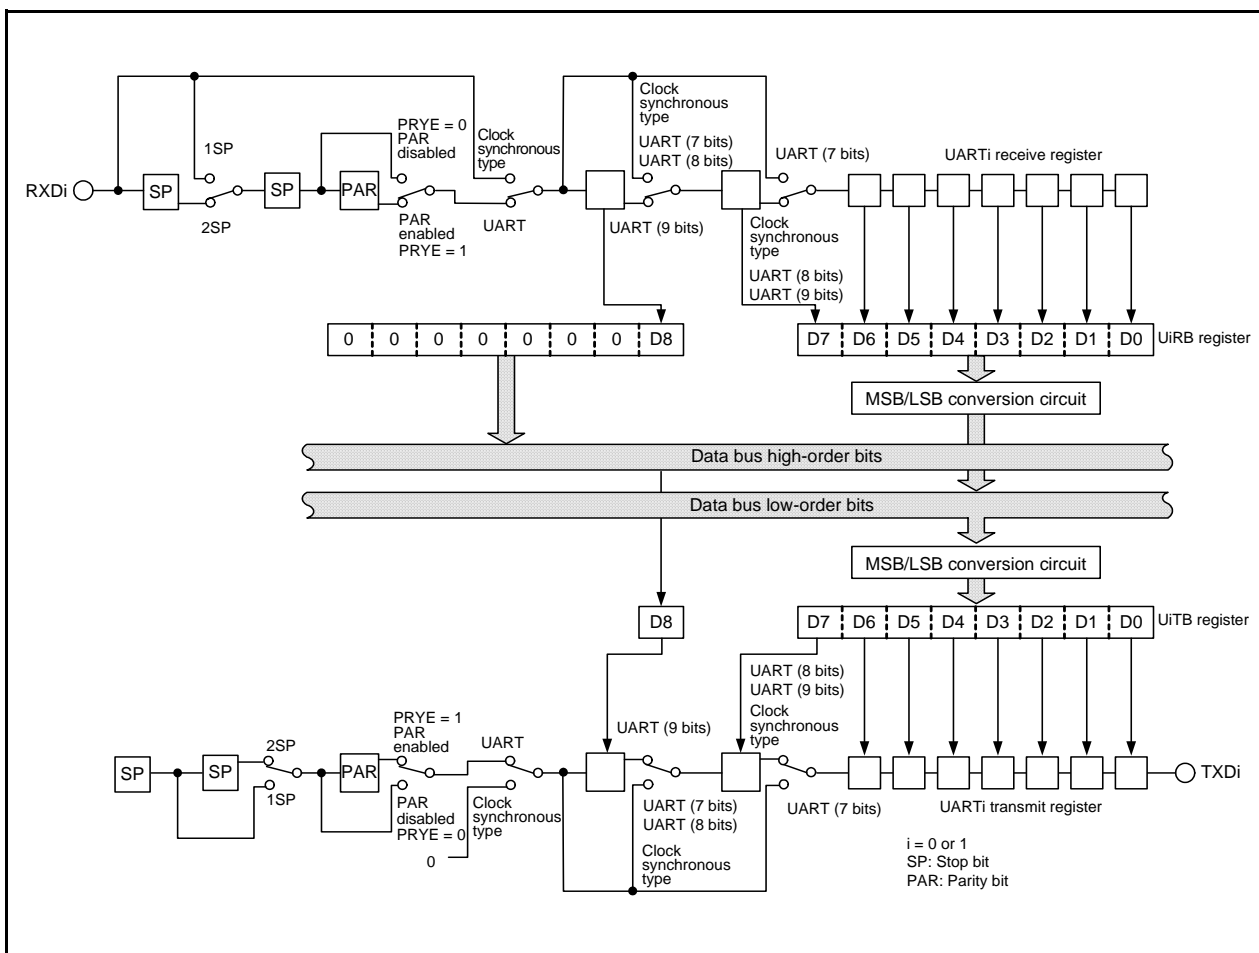 PRYE = 0
PAR
disabled
Clock
synchronous
type
Clock
synchronous
type
UART (7 bits)
UART (8 bits)
UART (7 bits)
UARTi receive register
1SP
RXDi
SP
SP
PAR
2SP
PAR
enabled
PRYE = 1
UART
UART (9 bits)
Clock
synchronous
type
UART (8 bits)
UART (9 bits)
0 0 0 0 0 0 0 D8
D7 D6 D5 D4 D3 D2 D1 D0
UiRB register
MSB/LSB conversion circuit
Data bus high-order bits
Data bus low-order bits
MSB/LSB conversion circuit
D8
D7 D6 D5 D4 D3 D2 D1 D0
UiTB register
UART (8 bits)
UART (9 bits)
Clock
synchronous
type
PRYE = 1
PAR
enabled
UART
UART (9 bits)
2SP
SP
SP
PAR
TXDi
1SP
PAR
disabled
PRYE = 0
0
Clock
synchronous
type
UART (7 bits)
UART (8 bits)
Clock
synchronous
type
UART (7 bits)
UARTi transmit register
i = 0 or 1
SP: Stop bit
PAR: Parity bit